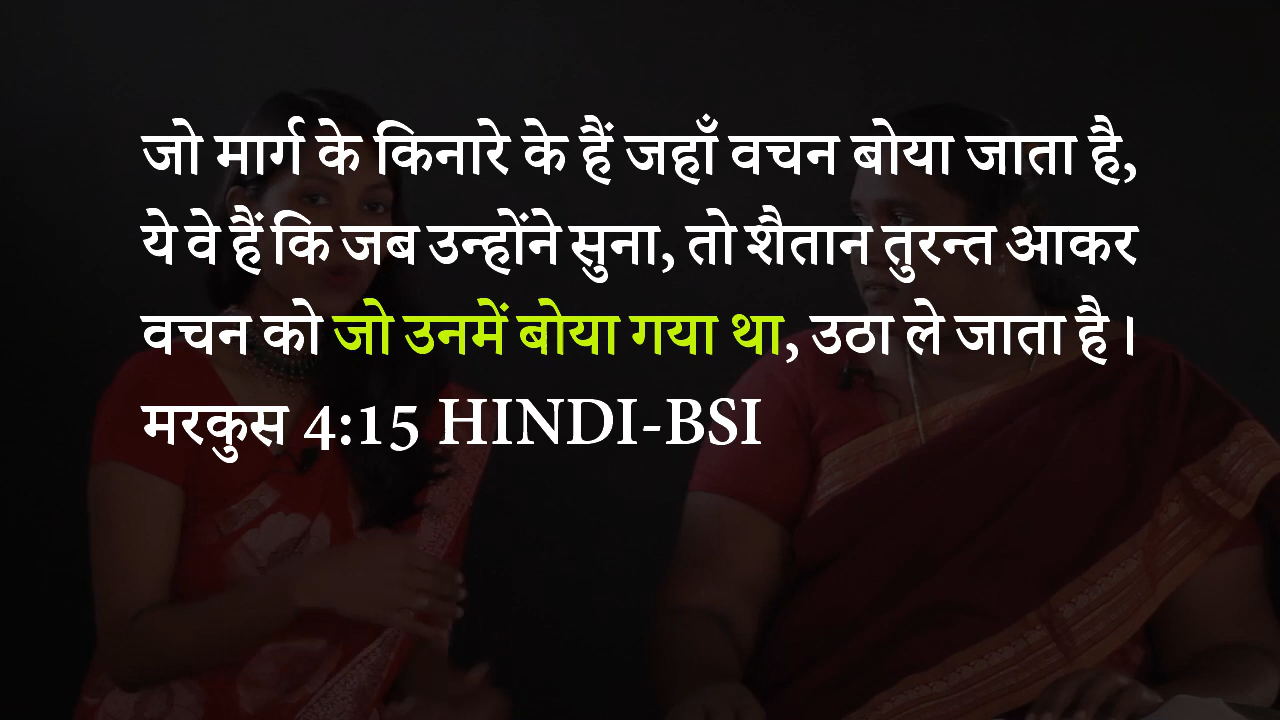 जो मार्ग के किनारे के हैं जहाँ वचन बोया जाता है,
ये वे हैं कि जब उन्होंने सुना, तो शैतान तुरन्त आकर
वचन को जो उनमें बोया गया था, उठा ले जाता है।
मरकुस 4:15 HINDI-BSI